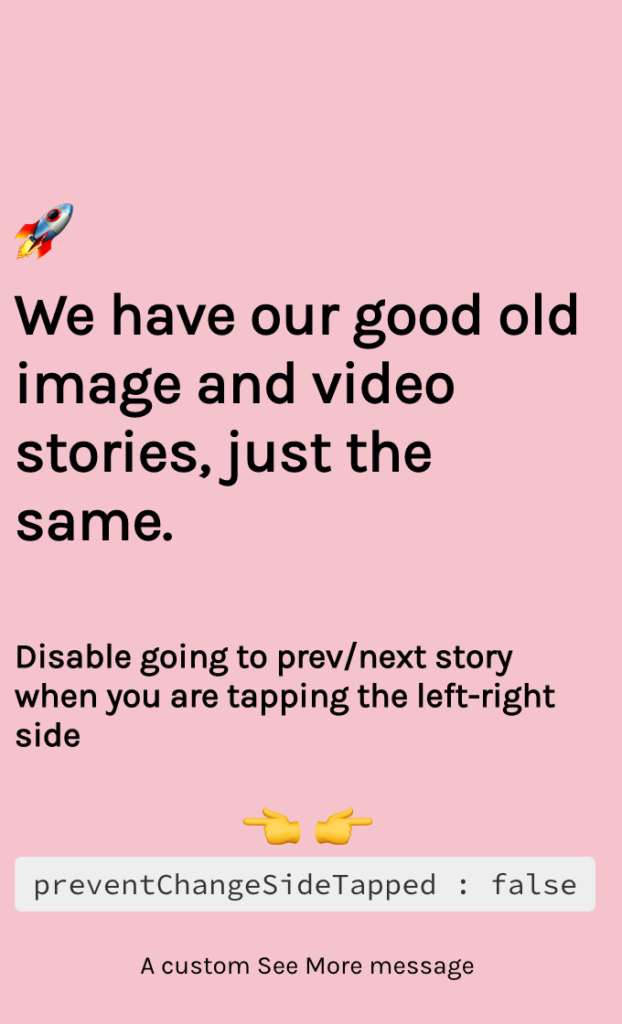 We have our good old
image and video
stories, just the
same.
Disable going to prev/next story
when you are tapping the left-right
side
preventChangeSideTapped : false
A custom See More message